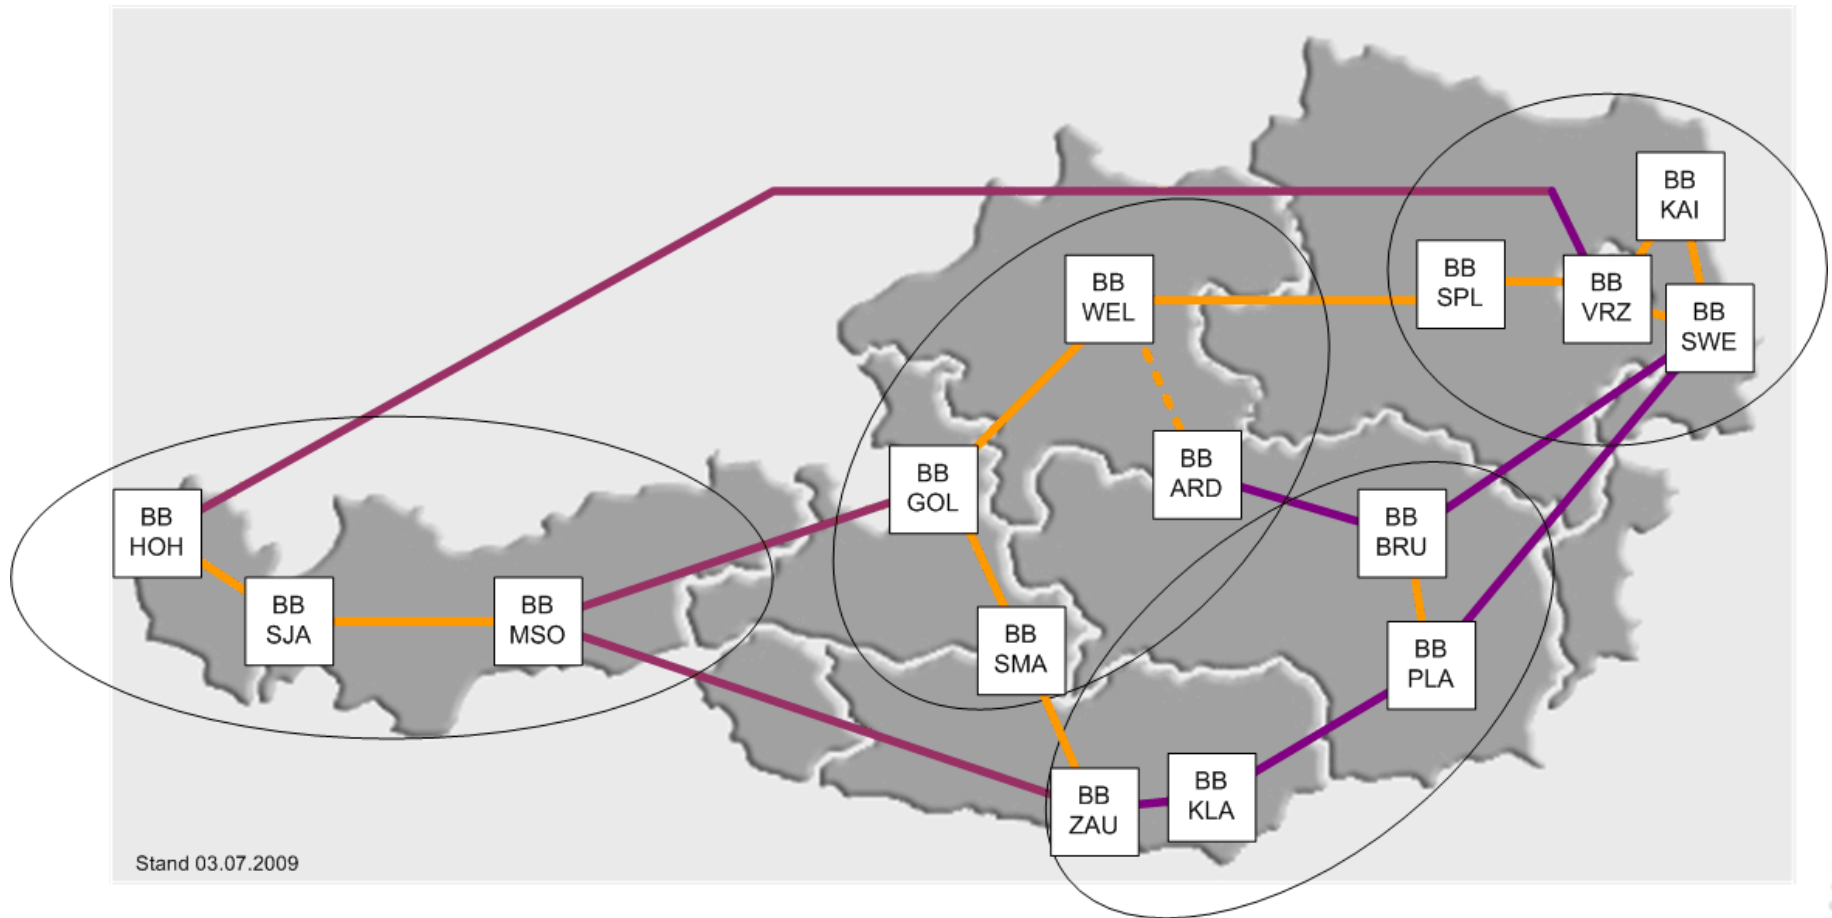 BB
KAI
BB
SPL
BB
VRZ
BB
WEL
BB
SWE
BB
GOL
BB
ARD
BB
HOH
BB
BRU
BB
SJA
BB
MSO
BB
SMA
BB
PLA
BB
ZAU
BB
KLA
Stand 03.07.2009